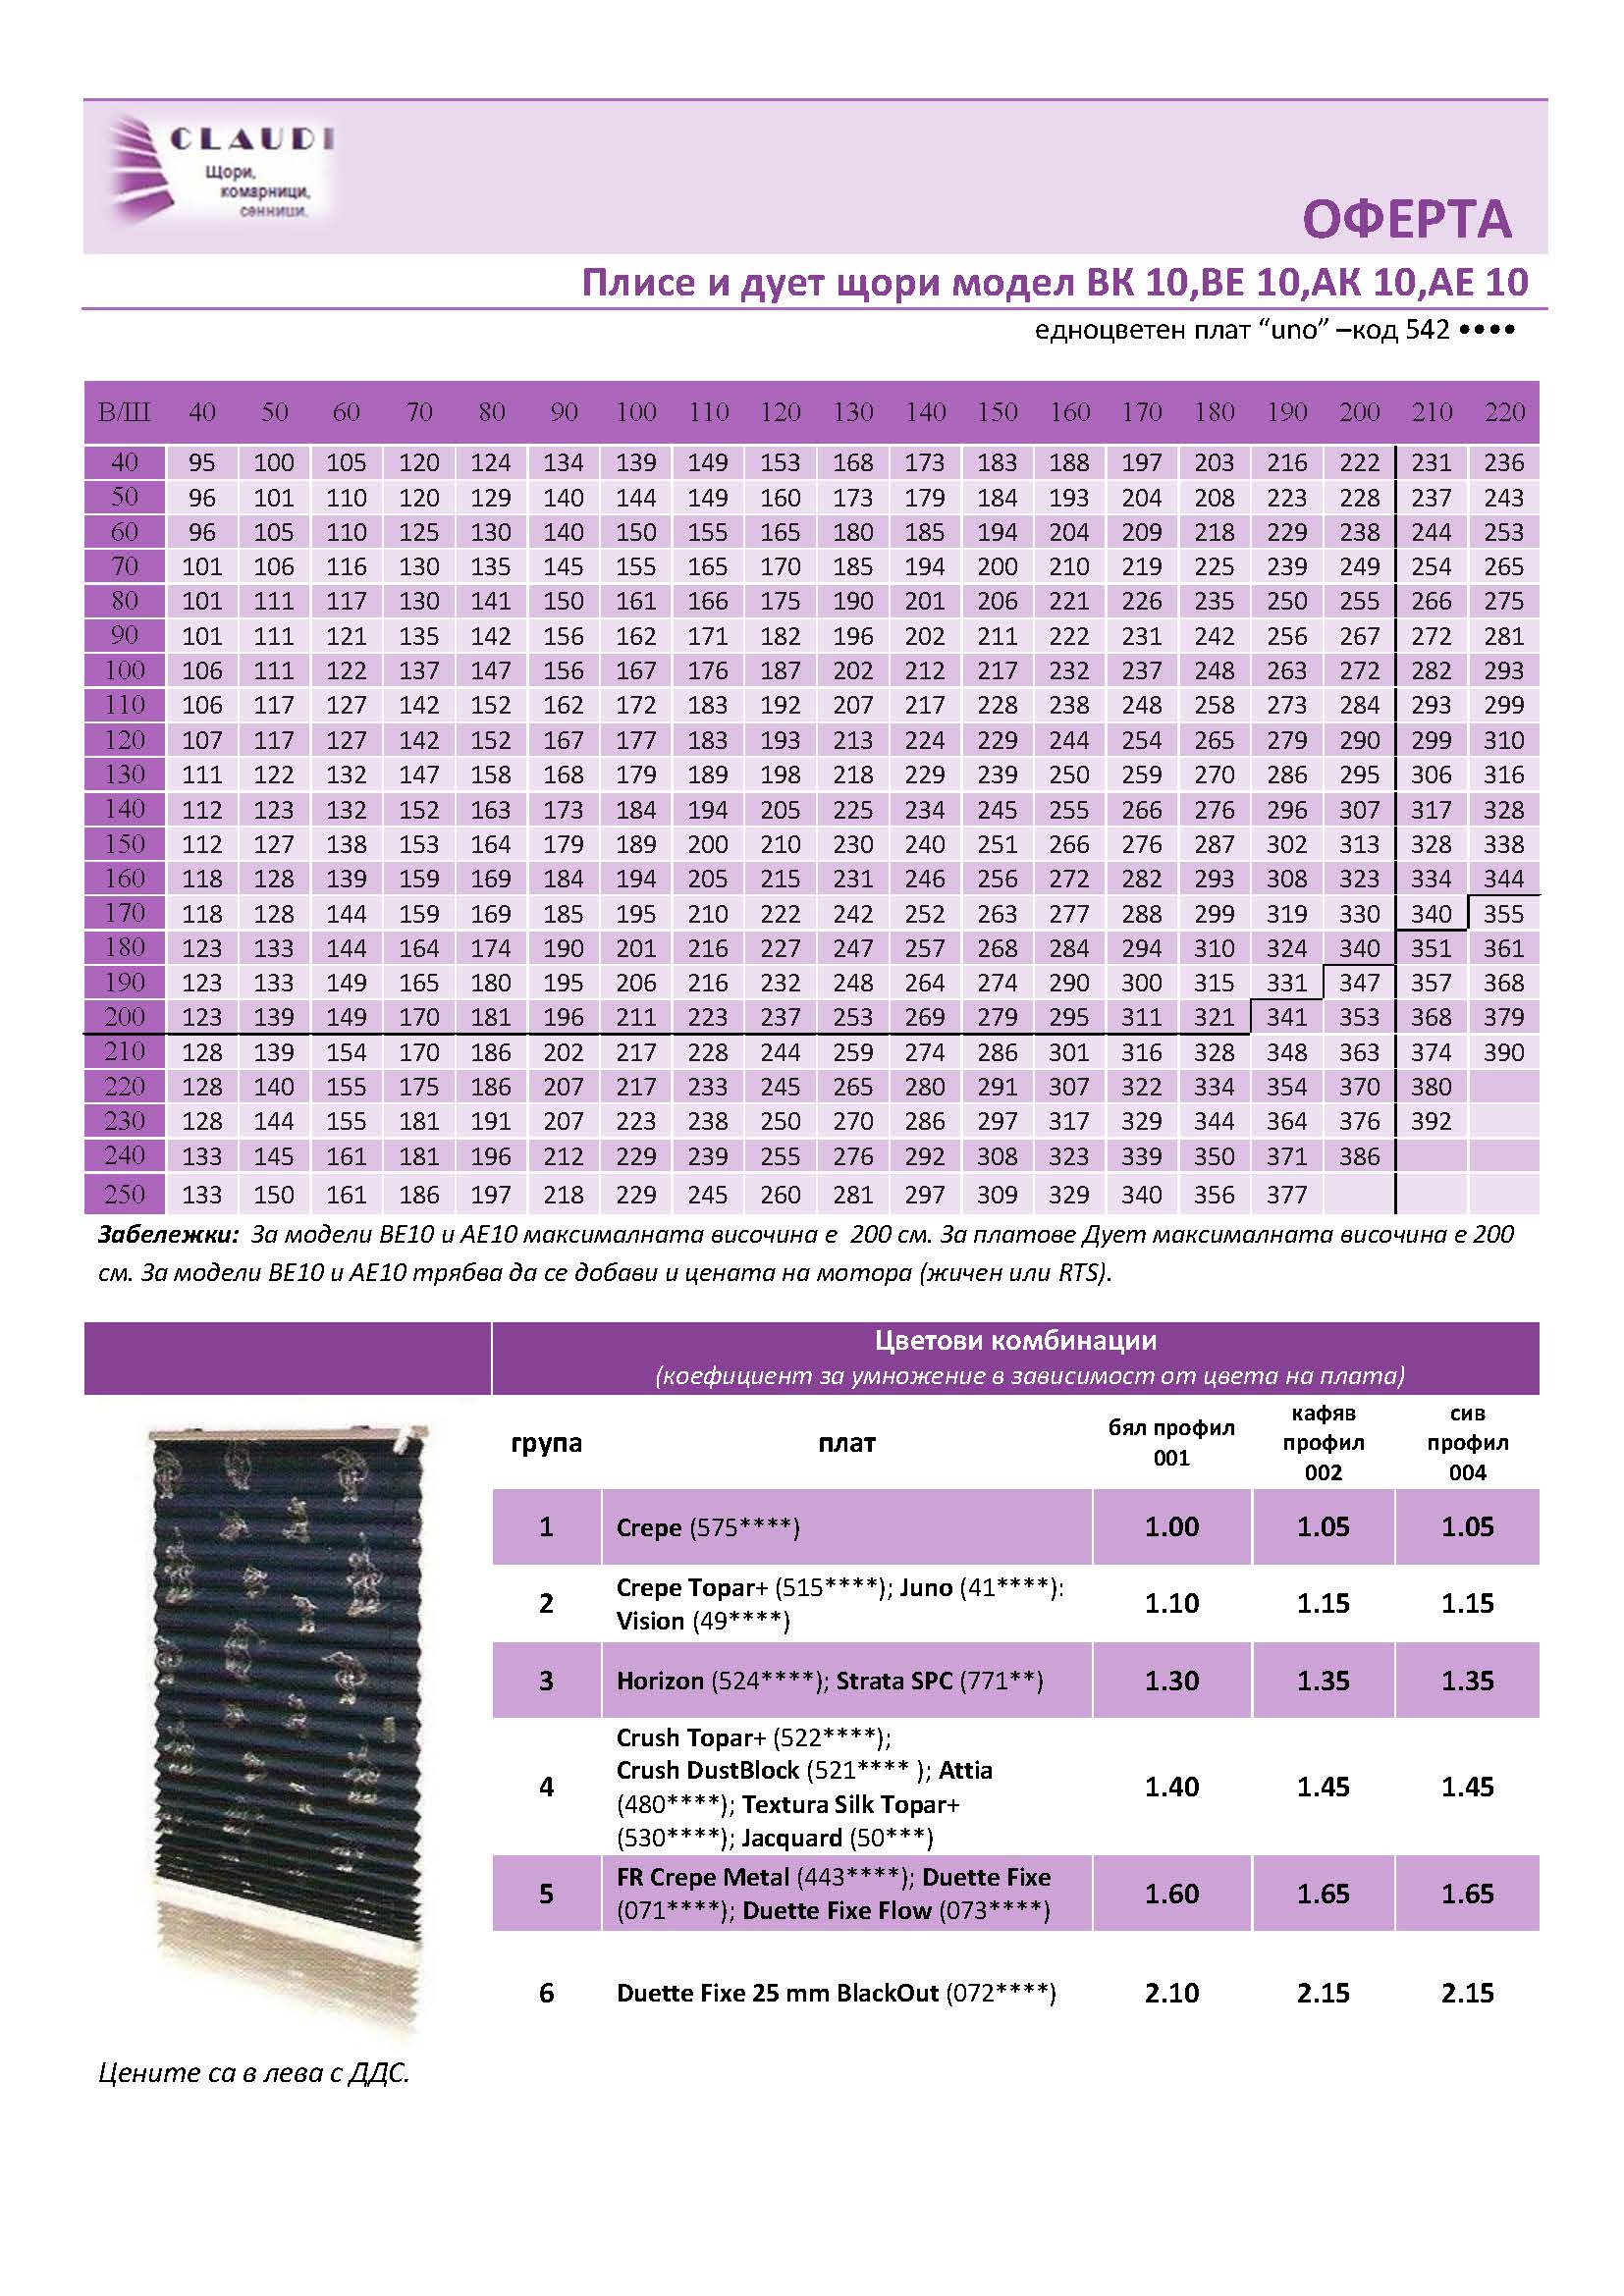 CLAUDI
Щори,
комарници,
сенници.
ОФЕРТА
Плисе и дует щори модел ВК 10,ВЕ 10,АК 10,АЕ 10
едноцветен плат “uno” –код 542 ••••
В/Ш 40 50 60 70 80 90 100 110 120 130 140 150 160 170 180 190 200 210 220
40 95 100 105 120 124 134 139 149 153 168 173 183 188 197 203 216 222 231 236
50 96 101 110 120 129 140 144 149 160 173 179 184 193 204 208 223 228 237 243
60 96 105 110 125 130 140 150 155 165 180 185 194 204 209 218 229 238 244 253
70 101 106 116 130 135 145 155 165 170 185 194 200 210 219 225 239 249 254 265
80 101 111 117 130 141 150 161 166 175 190 201 206 221 226 235 250 255 266 275
90 101 111 121 135 142 156 162 171 182 196 202 211 222 231 242 256 267 272 281
100 106 111 122 137 147 156 167 176 187 202 212 217 232 237 248 263 272 282 293
110 106 117 127 142 152 162 172 183 192 207 217 228 238 248 258 273 284 293 299
120 107 117 127 142 152 167 177 183 193 213 224 229 244 254 265 279 290 299 310
130 111 122 132 147 158 168 179 189 198 218 229 239 250 259 270 286 295 306 316
140 112 123 132 152 163 173 184 194 205 225 234 245 255 266 276 296 307 317 328
150 112 127 138 153 164 179 189 200 210 230 240 251 266 276 287 302 313 328 338
160 118 128 139 159 169 184 194 205 215 231 246 256 272 282 293 308 323 334 344
170 118 128 144 159 169 185 195 210 222 242 252 263 277 288 299 319 330 340 355
180 123 133 144 164 174 190 201 216 227 247 257 268 284 294 310 324 340 351 361
190 123 133 149 165 180 195 206 216 232 248 264 274 290 300 315 331 347 357 368
200 123 139 149 170 181 196 211 223 237 253 269 279 295 311 321 341 353 368 379
210 128 139 154 170 186 202 217 228 244 259 274 286 301 316 328 348 363 374 390
220 128 140 155 175 186 207 217 233 245 265 280 291 307 322 334 354 370 380
230 128 144 155 181 191 207 223 238 250 270 286 297 317 329 344 364 376 392
240 133 145 161 181 196 212 229 239 255 276 292 308 323 339 350 371 386
250 133 150 161 186 197 218 229 245 260 281 297 309 329 340 356 377
Забележки: За модели ВЕ10 и АЕ10 максималната височина е 200 см. За платове Дует максималната височина е 200
см. За модели ВЕ10 и АЕ10 трябва да се добави и цената на мотора (жичен или RTS).
Цветови комбинации
(коефициент за умножение в зависимост от цвета на плата)
група плат бял профил 001 кафяв профил 002 сив профил 004
1 Crepe (575****) 1.00 1.05 1.05
2 Crepe Topar+ (515****); Juno (41****):
Vision (49****) 1.10 1.15 1.15
3 Horizon (524****); Strata SPC (771**) 1.30 1.35 1.35
Crush Topar+ (522****);
Crush DustBlock (521**** ); Attia
4 (480****); Textura Silk Topar+ 1.40 1.45 1.45
(530****); Jacquard (50***)
5 FR Crepe Metal (443****); Duette Fixe
(071****); Duette Fixe Flow (073****) 1.60 1.65 1.65
6 Duette Fixe 25 mm BlackOut (072****) 2.10 2.15 2.15
Цените са в лева с ДДС.